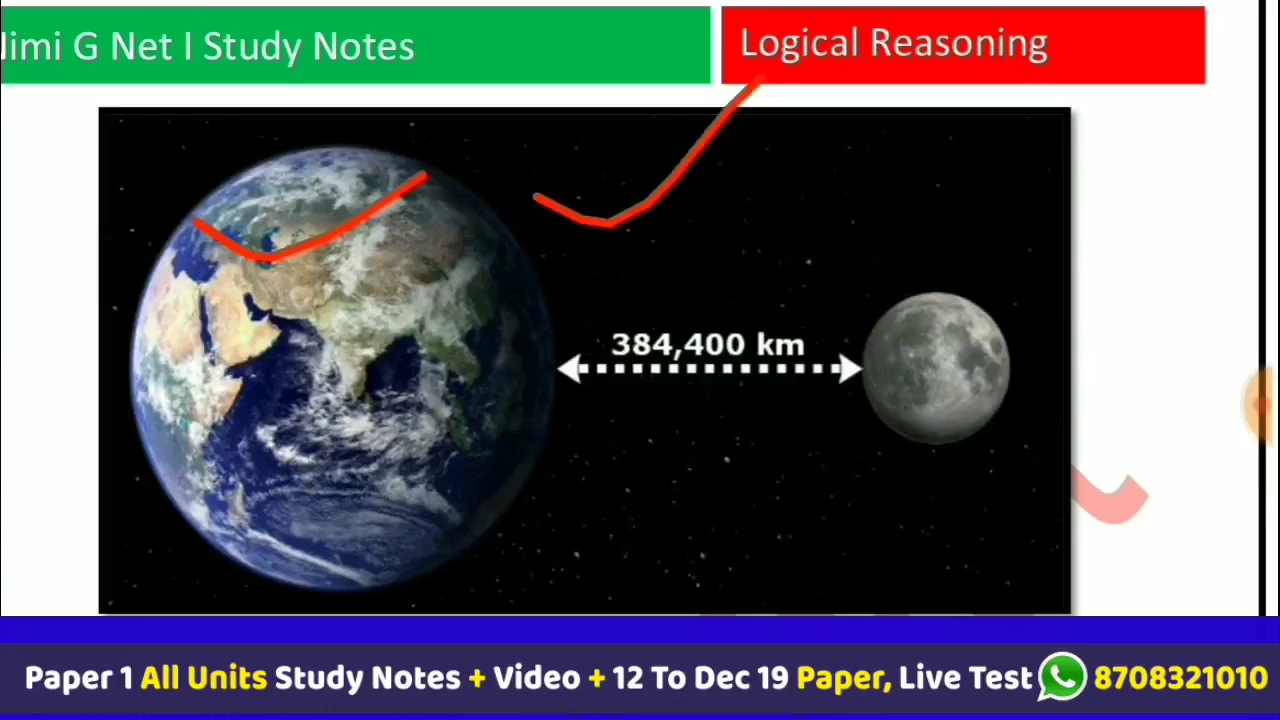 Jimi G Net I Study Notes
Logical Reasoning
384,400 km
Paper 1 All Units Study Notes + Video + 12 To Dec 19 Paper, Live Test 8708321010